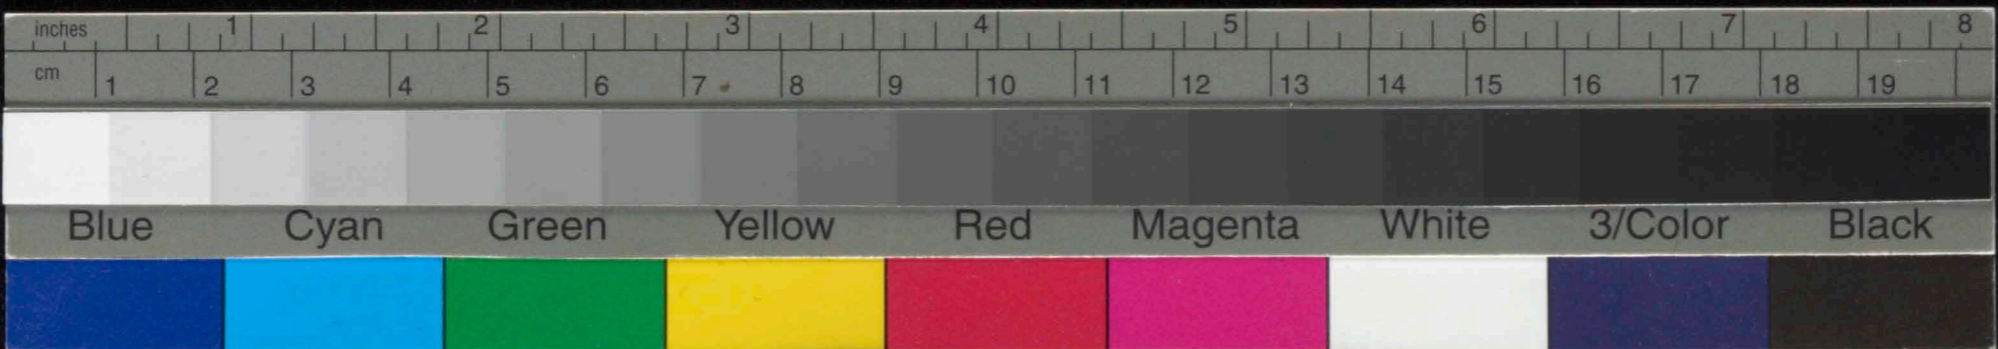 inches 1 2 3 4 5 6 7 8
cm 1 2 3 4 5 6 7 8 9 10 11 12 13 14 15 16 17 18 19
Blue Cyan Green Yellow Red Magenta White 3/Color Black